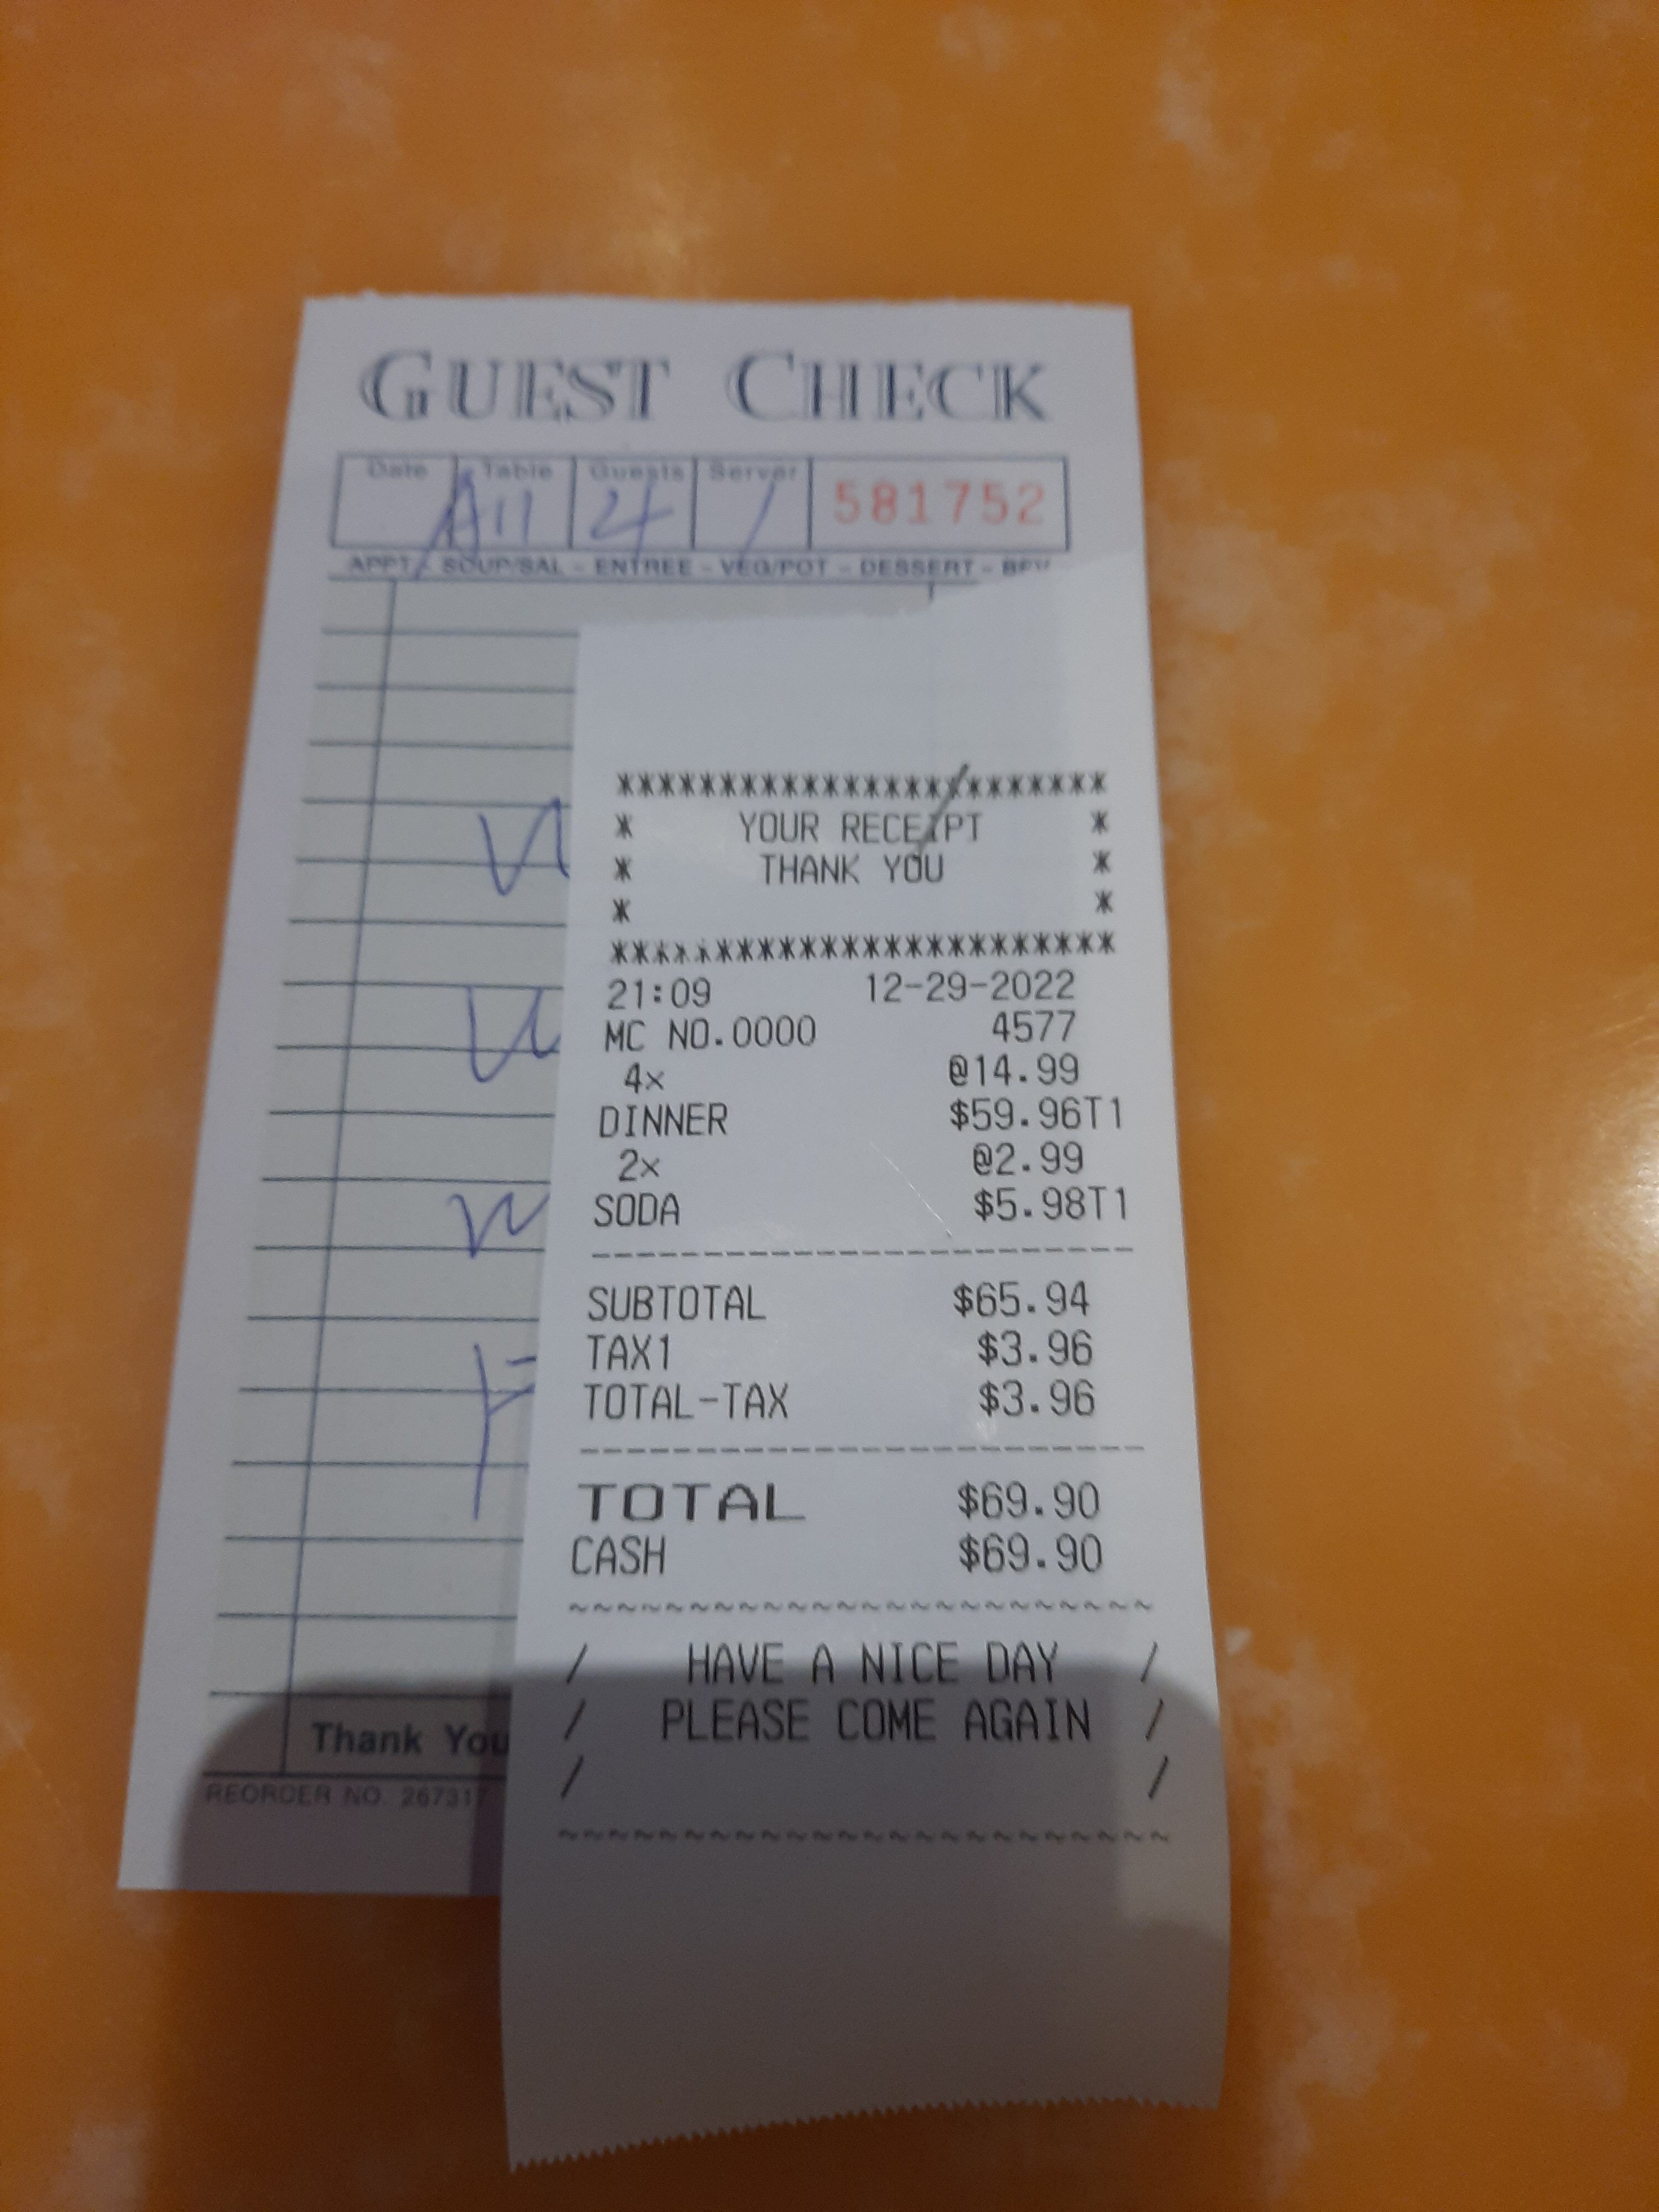 GUEST CHECK
Date Table Guests Server 581752
A11 4 /
APPT - SOUP/SAL - ENTREE - VEG/POT - DESSERT - BEV
************************
* YOUR RECEIPT *
* THANK YOU *
* *
************************
21:09 12-29-2022
MC NO.0000 4577
4x @14.99
DINNER $59.96T1
2x @2.99
SODA $5.98T1
------------------------
SUBTOTAL $65.94
TAX1 $3.96
TOTAL-TAX $3.96
------------------------
TOTAL $69.90
CASH $69.90
~~~~~~~~~~~~~~~~~~~~~~~~
/ HAVE A NICE DAY /
/ PLEASE COME AGAIN /
/ /
~~~~~~~~~~~~~~~~~~~~~~~~
Thank You
REORDER NO. 267317